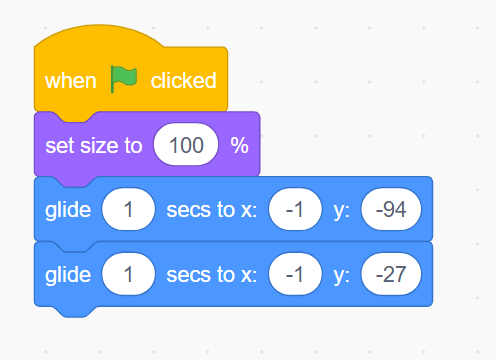 when clicked
set size to 100 %
glide 1 secs to x: -1 y: -94
glide 1 secs to x: -1 y: -27